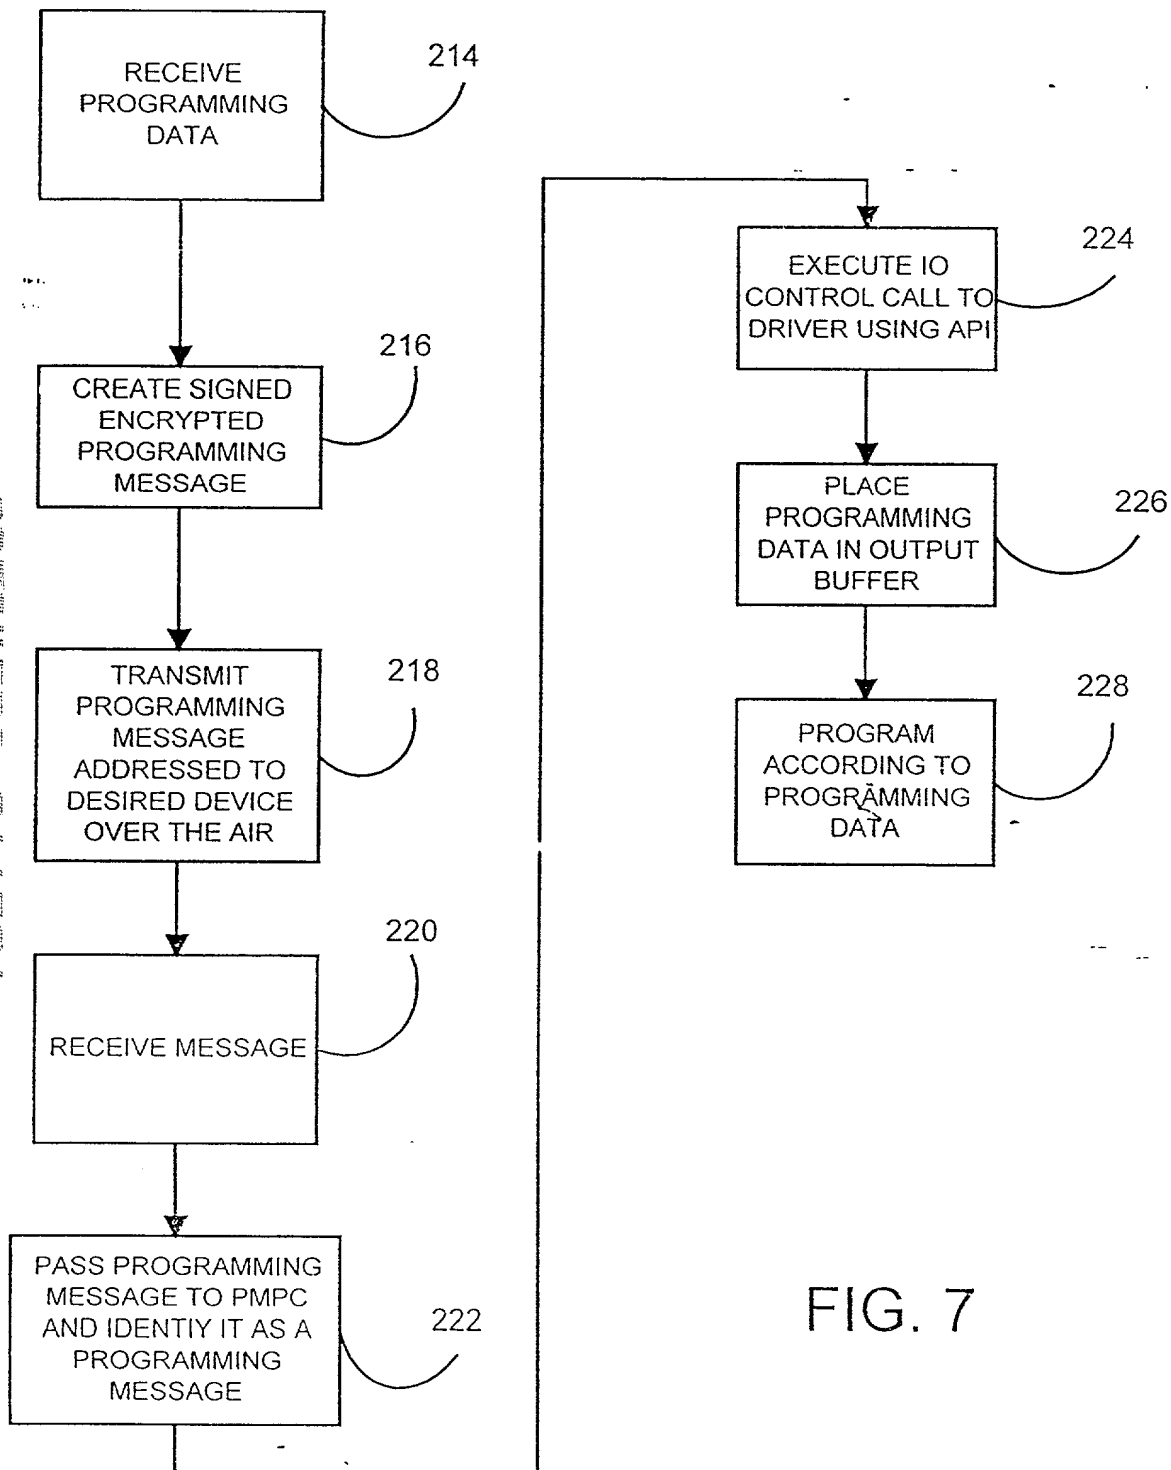 RECEIVE
PROGRAMMING
DATA
214
CREATE SIGNED
ENCRYPTED
PROGRAMMING
MESSAGE
216
TRANSMIT
PROGRAMMING
MESSAGE
ADDRESSED TO
DESIRED DEVICE
OVER THE AIR
218
RECEIVE MESSAGE
220
PASS PROGRAMMING
MESSAGE TO PMPC
AND IDENTIY IT AS A
PROGRAMMING
MESSAGE
222
EXECUTE IO
CONTROL CALL TO
DRIVER USING API
224
PLACE
PROGRAMMING
DATA IN OUTPUT
BUFFER
226
PROGRAM
ACCORDING TO
PROGRAMMING
DATA
228
FIG. 7